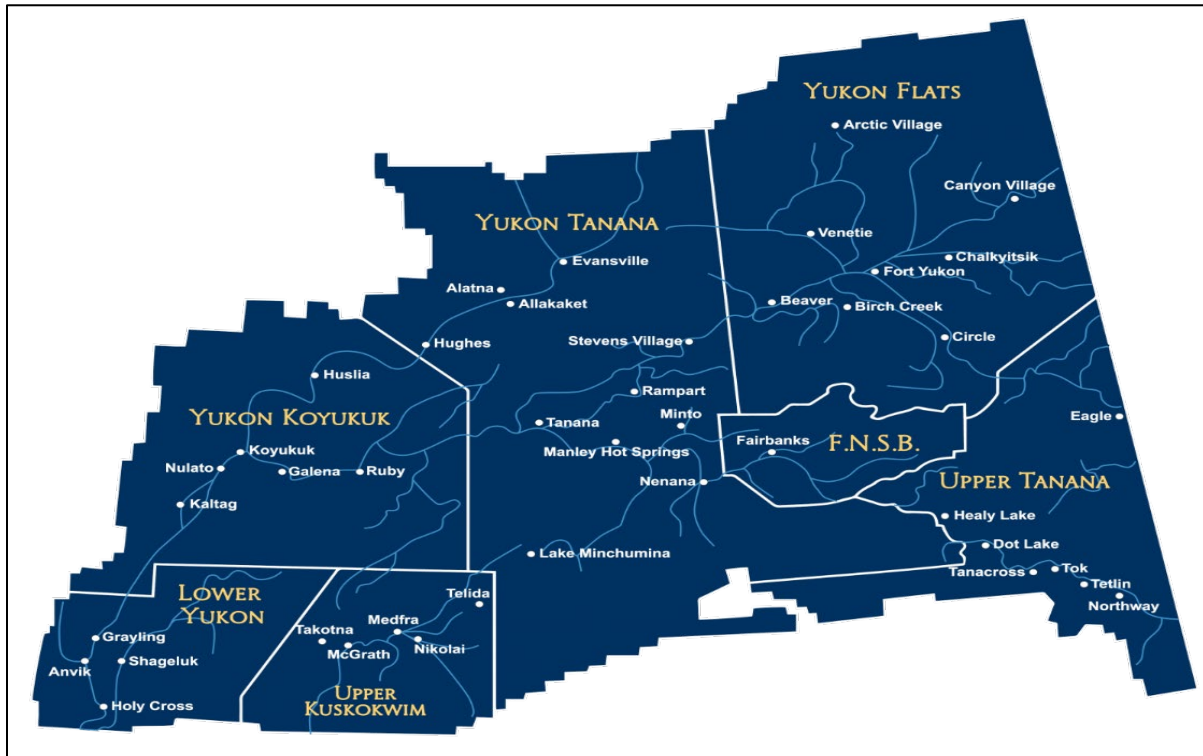 YUKON FLATS
Arctic Village
Canyon Village
YUKON TANANA
Venetie
Evansville
Chalkyitsik
Fort Yukon
Alatna
Allakaket
Beaver
Birch Creek
Circle
Hughes
Stevens Village
Huslia
Rampart
YUKON KOYUKUK
Minto
Eagle
Tanana
Koyukuk
Manley Hot Springs
Fairbanks
F.N.S.B.
Nulato
Galena
Ruby
Nenana
UPPER TANANA
Kaltag
Healy Lake
Dot Lake
Lake Minchumina
Tanacross
Tok
Tetlin
Northway
LOWER
YUKON
Telida
Medfra
Takotna
Grayling
McGrath
Nikolai
Anvik
Shageluk
UPPER
KUSKOKWIM
Holy Cross